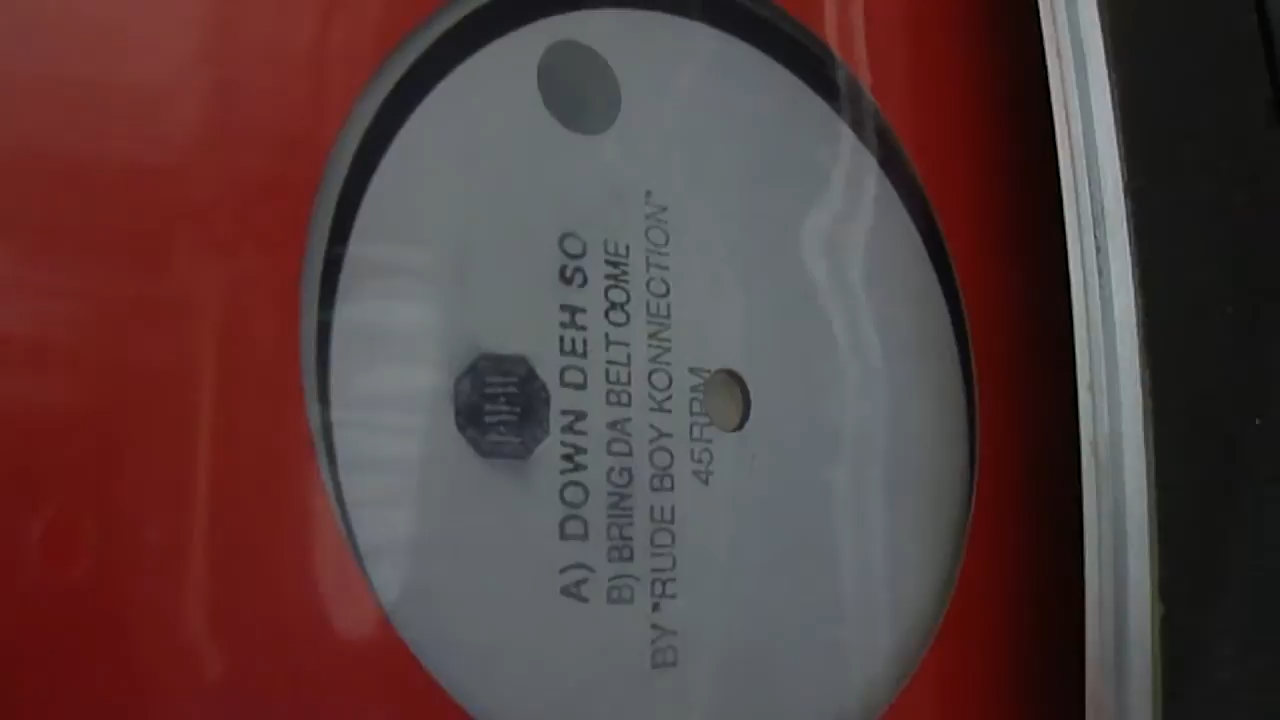 A) DOWN DEH SO
B) BRING DA BELT COME
BY "RUDE BOY KONNECTION"
45RPM